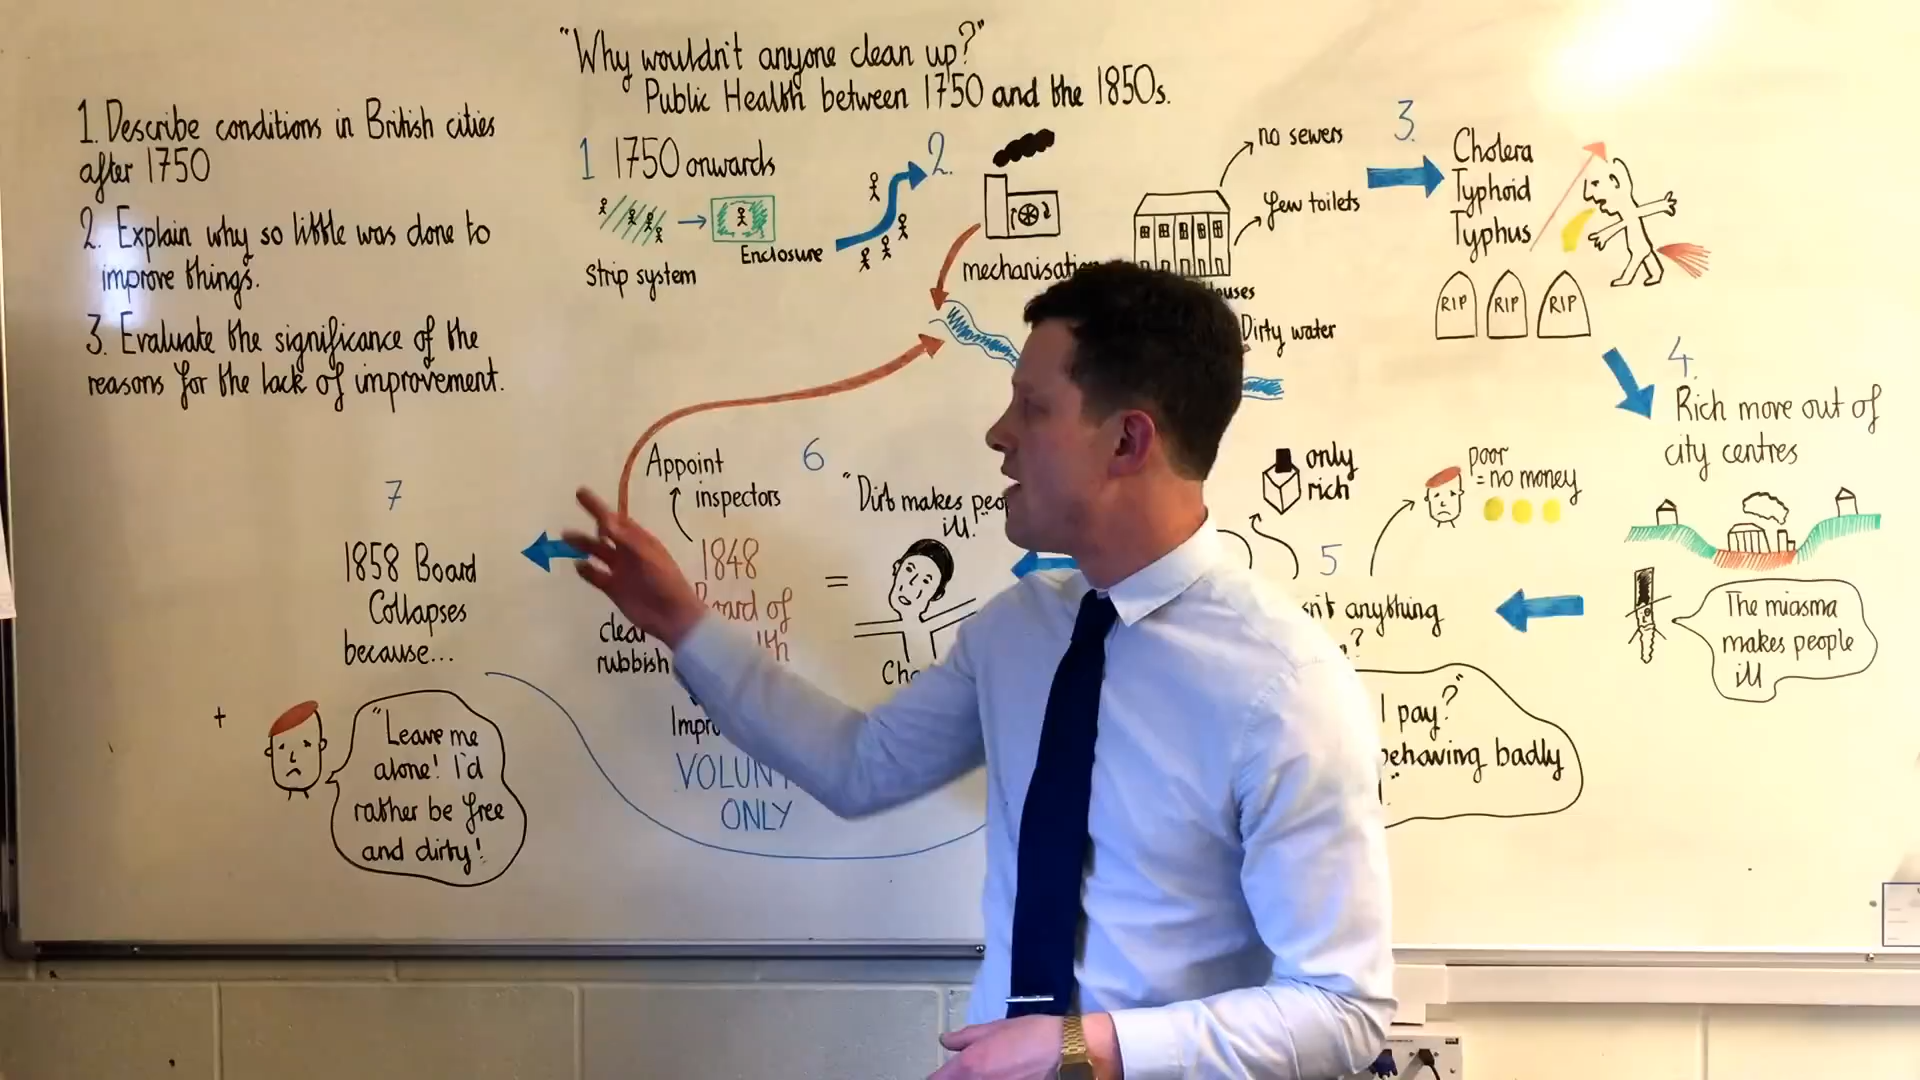 "Why wouldn't anyone clean up?"
Public Health between 1750 and the 1850s.
1. Describe conditions in British cities
after 1750
2. Explain why so little was done to
improve things.
3. Evaluate the significance of the
reasons for the lack of improvement.
1 1750 onwards
Strip system
Enclosure
2.
mechanisation
no sewers
few toilets
Dirty water
3.
Cholera
Typhoid
Typhus
RIP
RIP
RIP
4.
Rich move out of
city centres
The miasma
makes people
ill
5
only
rich
poor
= no money
anything
?
I pay?"
behaving badly
6
"Dirt makes
ill!"
=
Appoint
inspectors
1848
Board of
rubbish
ONLY
7
1858 Board
Collapses
because...
+
"Leave me
alone! I'd
rather be free
and dirty!